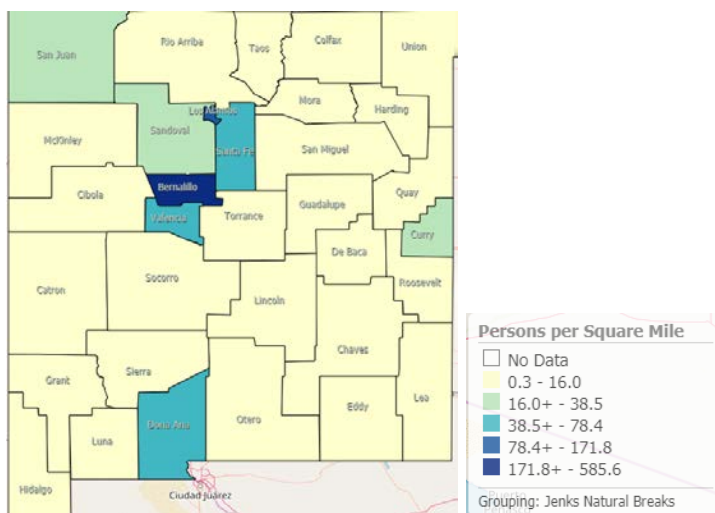 Rio Arriba
Taos
Colfax
Union
San Juan
Mora
Harding
Los Alamos
Sandoval
McKinley
Santa Fe
San Miguel
Bernalillo
Cibola
Quay
Guadalupe
Valencia
Torrance
Curry
De Baca
Socorro
Roosevelt
Catron
Lincoln
Chaves
Sierra
Grant
Lea
Eddy
Otero
Dona Ana
Luna
Hidalgo
Ciudad Juárez
Persons per Square Mile
No Data
0.3 - 16.0
16.0+ - 38.5
38.5+ - 78.4
78.4+ - 171.8
171.8+ - 585.6
Grouping: Jenks Natural Breaks